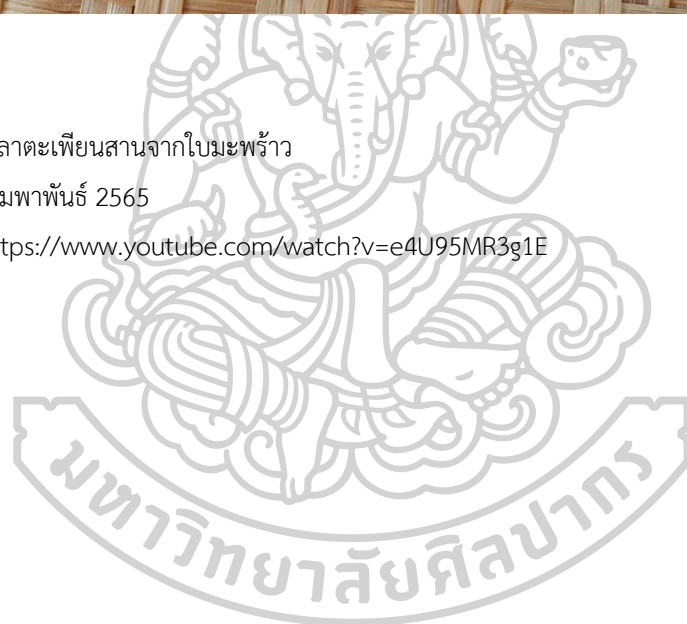 ลาตะเพียนสานจากใบมะพร้าว
มพาพันธ์ 2565
tps://www.youtube.com/watch?v=e4U95MR3g1E
มหาวิทยาลัยศิลปากร